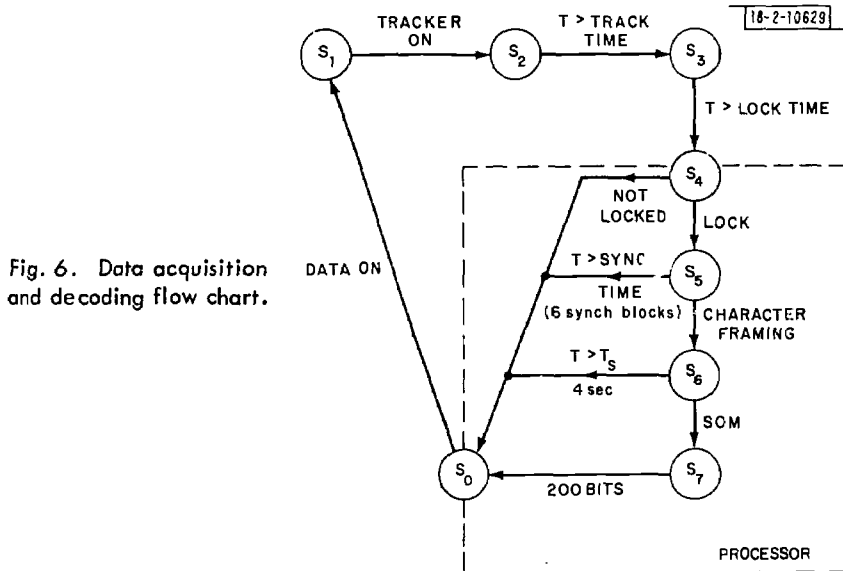 18-2-10629
TRACKER
ON
T > TRACK
TIME
S1
S2
S3
T > LOCK TIME
S4
NOT
LOCKED
LOCK
Fig. 6. Data acquisition
and decoding flow chart.
DATA ON
T > SYNC
TIME
(6 synch blocks)
S5
CHARACTER
FRAMING
T > TS
4 sec
S6
SOM
S0
200 BITS
S7
PROCESSOR